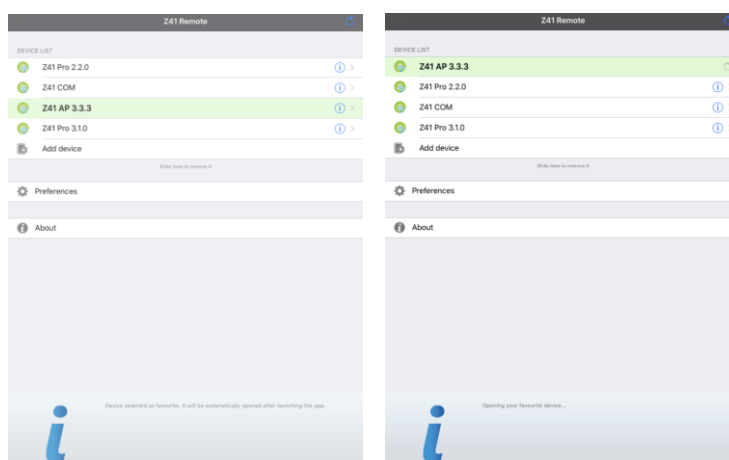 Z41 Remote
DEVICE LIST
Z41 Pro 2.2.0
Z41 COM
Z41 AP 3.3.3
Z41 Pro 3.1.0
Add device
Slide item to remove it
Preferences
About
Device selected as favourite. It will be automatically opened after launching the app.
Z41 Remote
DEVICE LIST
Z41 AP 3.3.3
Z41 Pro 2.2.0
Z41 COM
Z41 Pro 3.1.0
Add device
Slide item to remove it
Preferences
About
Opening your favourite device...